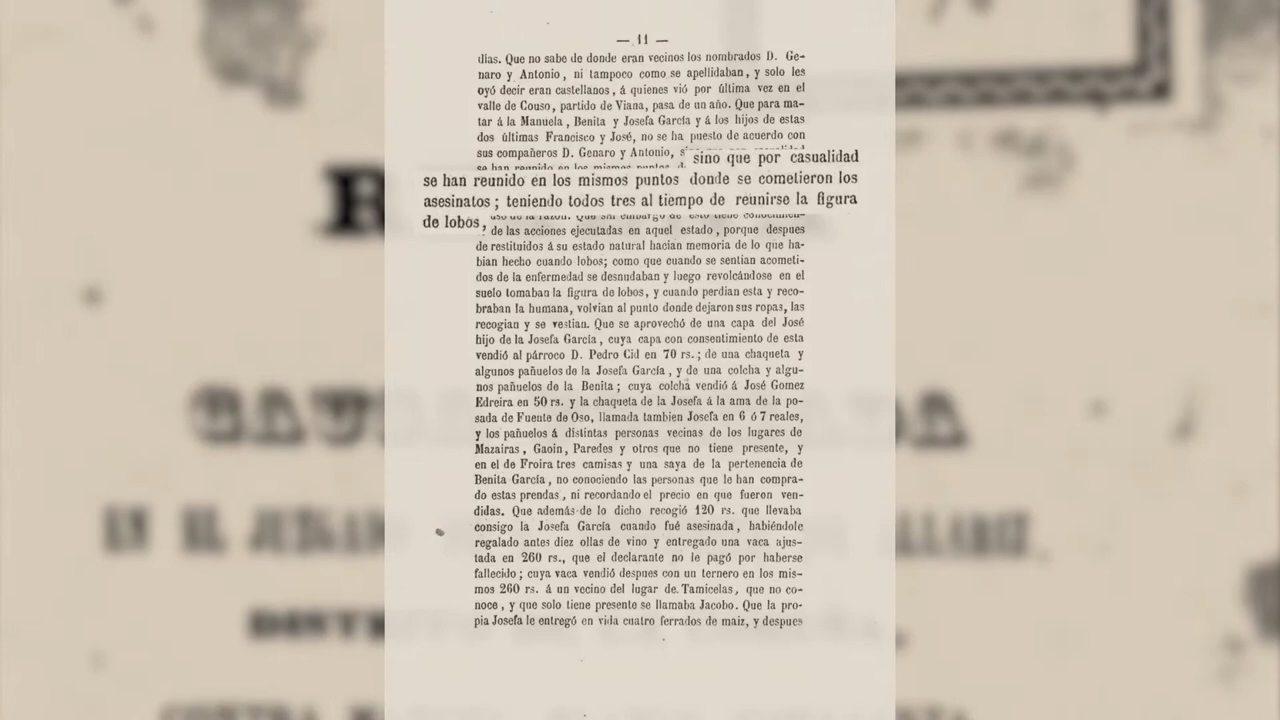 — 11 —
dias. Que no sabe de donde eran vecinos los nombrados D. Ge-
naro y Antonio, ni tampoco como se apellidaban, y solo les
oyó decir eran castellanos, á quienes vió por última vez en el
valle de Couso, partido de Viana, pasa de un año. Que para ma-
tar á la Manuela, Benita y Josefa García y á los hijos de estas
dos últimas Francisco y José, no se ha puesto de acuerdo con
sus compañeros D. Genaro y Antonio,
sino que por casualidad
se han reunido en los mismos puntos donde se cometieron los
asesinatos; teniendo todos tres al tiempo de reunirse la figura
de lobos,
de las acciones ejecutadas en aquel estado, porque despues
de restituidos á su estado natural hacian memoria de lo que ha-
bian hecho cuando lobos; como que cuando se sentian acometi-
dos de la enfermedad se desnudaban y luego revolcándose en el
suelo tomaban la figura de lobos, y cuando perdian esta y reco-
braban la humana, volvian al punto donde dejaron sus ropas, las
recogian y se vestian. Que se aprovechó de una capa del José
hijo de la Josefa García, cuya capa con consentimiento de esta
vendió al párroco D. Pedro Cid en 70 rs.; de una chaqueta y
algunos pañuelos de la Josefa García, y de una colcha y algu-
nos pañuelos de la Benita; cuya colcha vendió á José Gomez
Edreira en 50 rs. y la chaqueta de la Josefa á la ama de la po-
sada de Fuente de Oso, llamada tambien Josefa en 6 ó 7 reales,
y los pañuelos á distintas personas vecinas de los lugares de
Mazairas, Gaoin, Paredes y otros que no tiene presente, y
en el de Froira tres camisas y una saya de la pertenencia de
Benita García, no conociendo las personas que le han compra-
do estas prendas, ni recordando el precio en que fueron ven-
didas. Que además de lo dicho recogió 120 rs. que llevaba
consigo la Josefa García cuando fué asesinada, habiéndole
regalado antes diez ollas de vino y entregado una vaca ajus-
tada en 260 rs., que el declarante no le pagó por haberse
fallecido; cuya vaca vendió despues con un ternero en los mis-
mos 260 rs. á un vecino del lugar de Tamicelas, que no co-
noce, y que solo tiene presente se llamaba Jacobo. Que la pro-
pia Josefa le entregó en vida cuatro ferrados de maiz, y despues